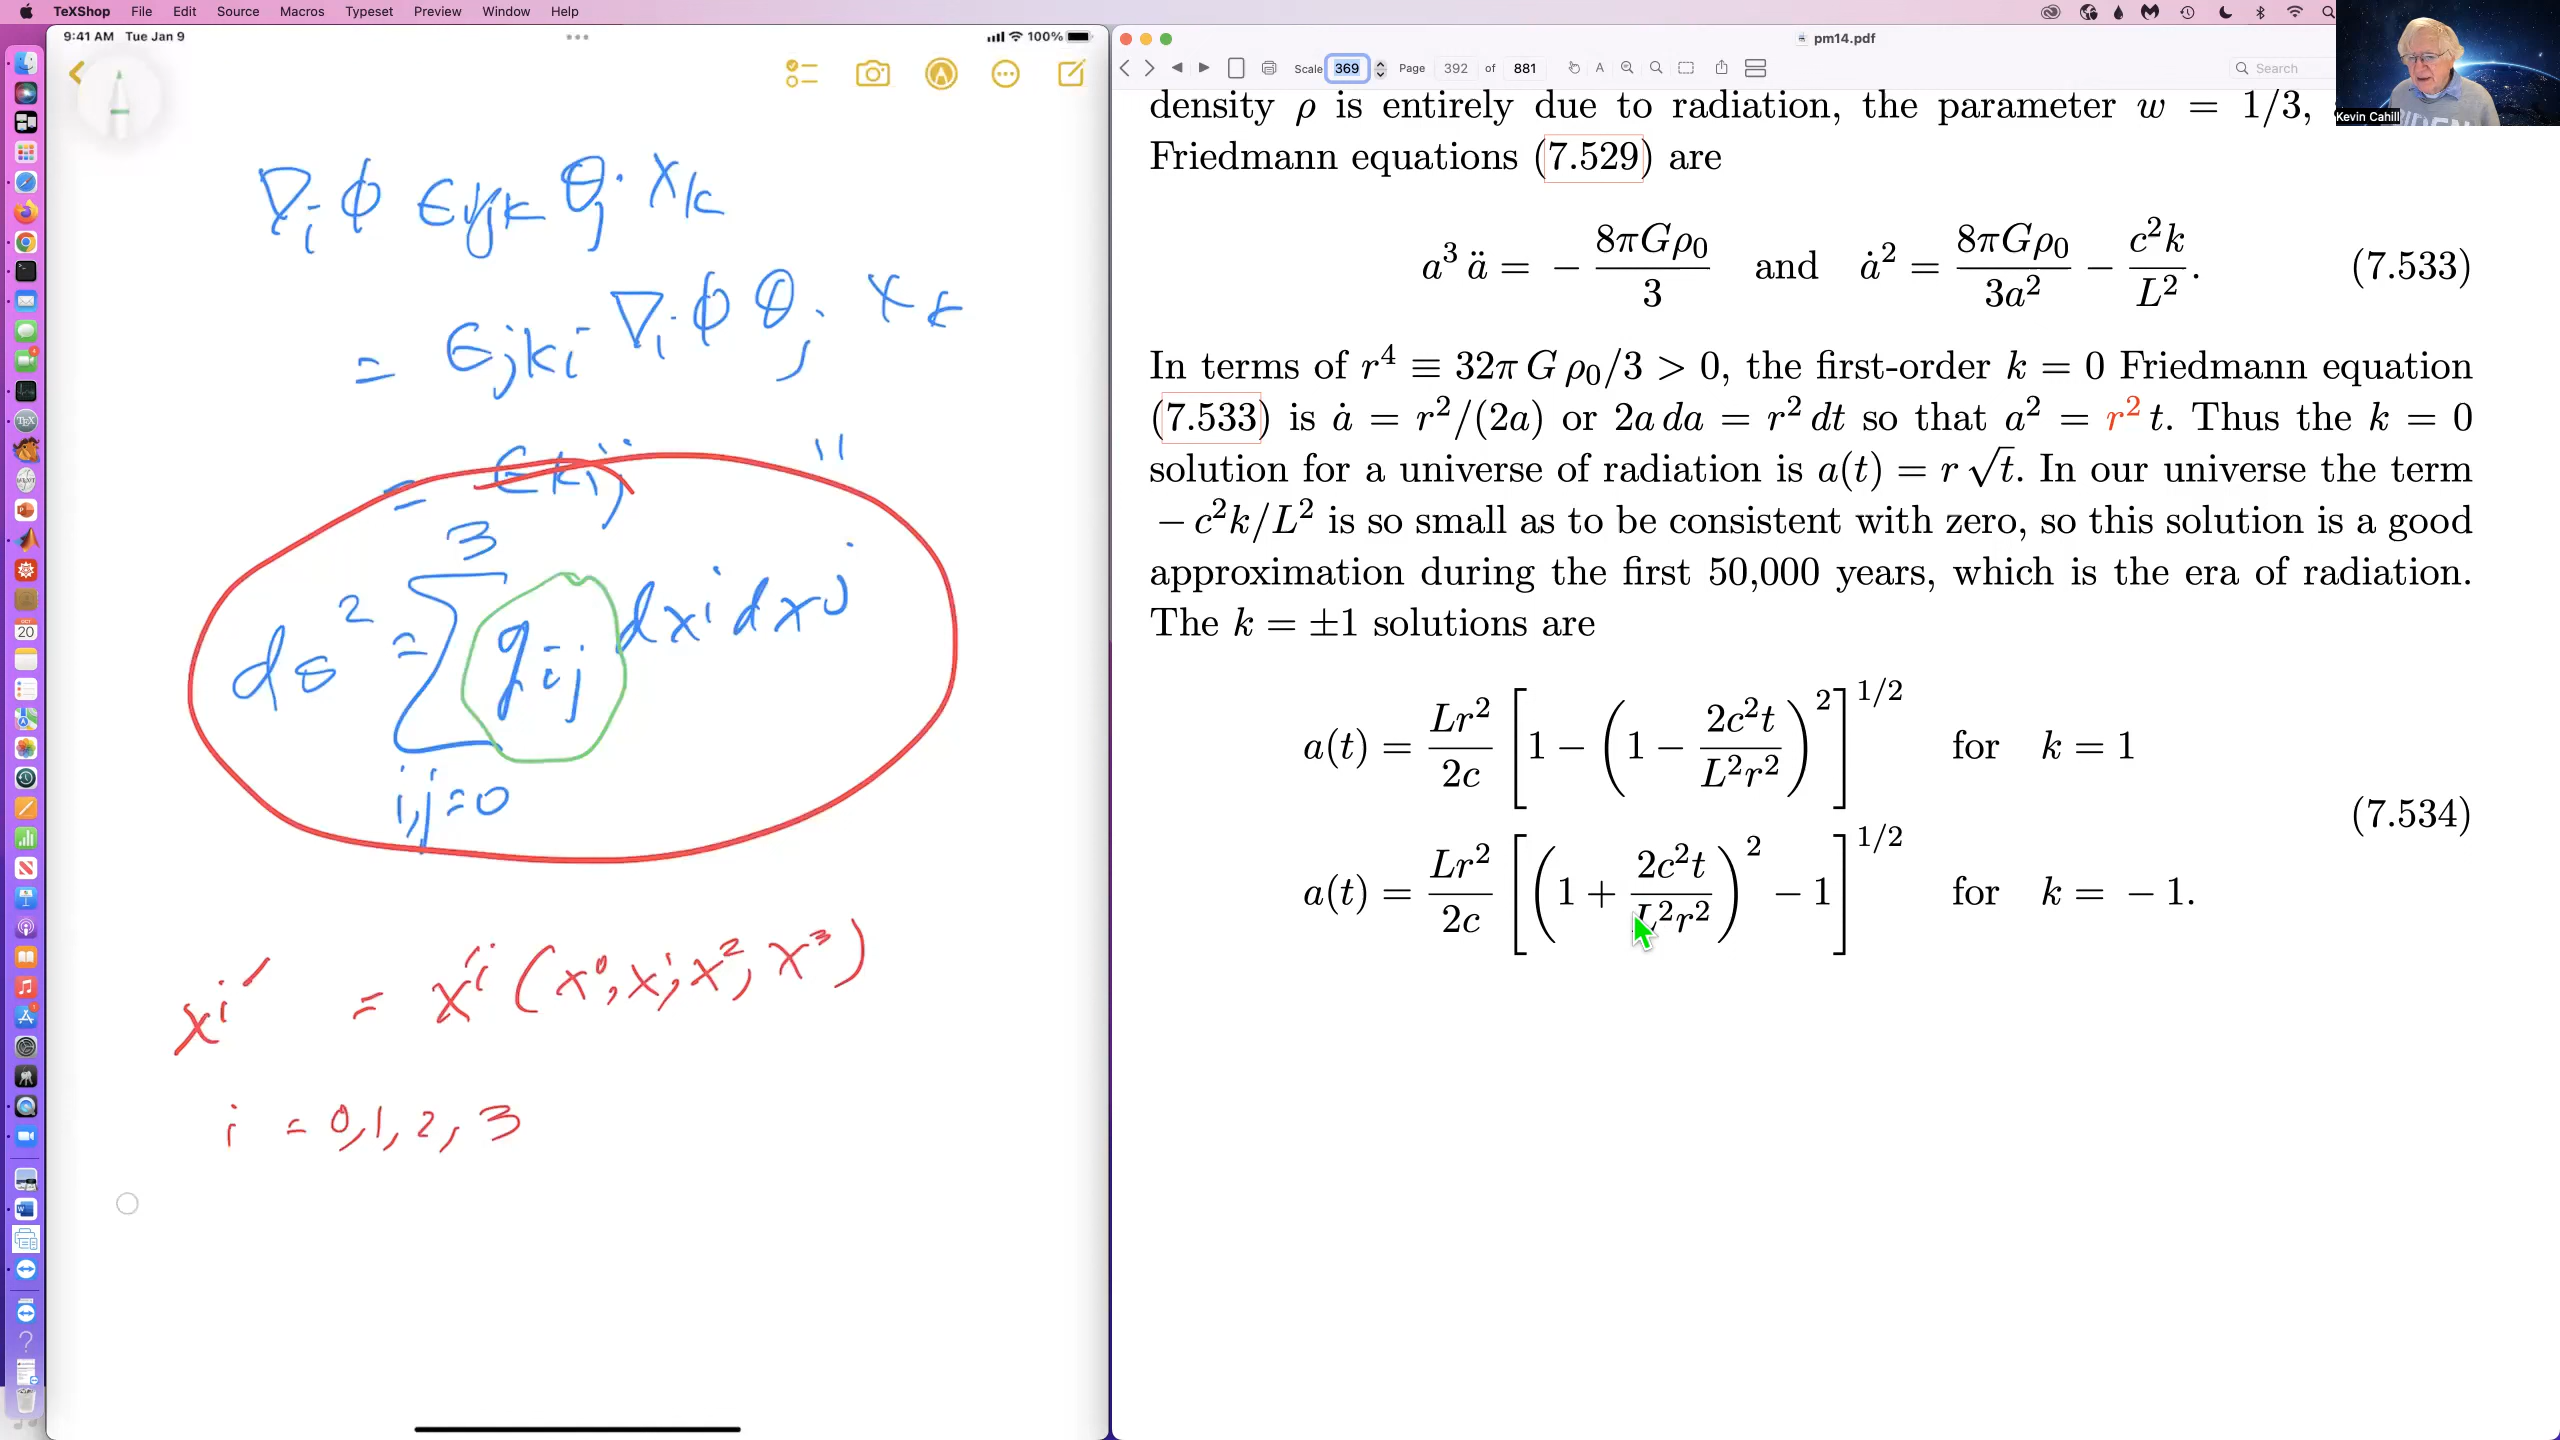 TeXShop File Edit Source Macros Typeset Preview Window Help
9:41 AM Tue Jan 9
100%
∇ᵢ φ ϵᵢⱼₖ θⱼ xₖ
= ϵⱼₖᵢ ∇ᵢ φ θⱼ xₖ
= ϵₖᵢⱼ "
ds² = Σ gᵢⱼ dxⁱ dxʲ
3
i,j=0
xⁱ′ = x′ⁱ (x⁰, x¹, x², x³)
i = 0, 1, 2, 3
OCT
20
pm14.pdf
Scale 369 Page 392 of 881
Search
Kevin Cahill
density ρ is entirely due to radiation, the parameter w = 1/3,
Friedmann equations (7.529) are
a³ ä = − 8πGρ₀/3 and ȧ² = 8πGρ₀/3a² − c²k/L². (7.533)
In terms of r⁴ ≡ 32π G ρ₀/3 > 0, the first-order k = 0 Friedmann equation
(7.533) is ȧ = r²/(2a) or 2a da = r² dt so that a² = r² t. Thus the k = 0
solution for a universe of radiation is a(t) = r √t. In our universe the term
− c²k/L² is so small as to be consistent with zero, so this solution is a good
approximation during the first 50,000 years, which is the era of radiation.
The k = ±1 solutions are
a(t) = Lr²/2c [1 − (1 − 2c²t/L²r²)²]^1/2 for k = 1
(7.534)
a(t) = Lr²/2c [(1 + 2c²t/L²r²)² − 1]^1/2 for k = − 1.